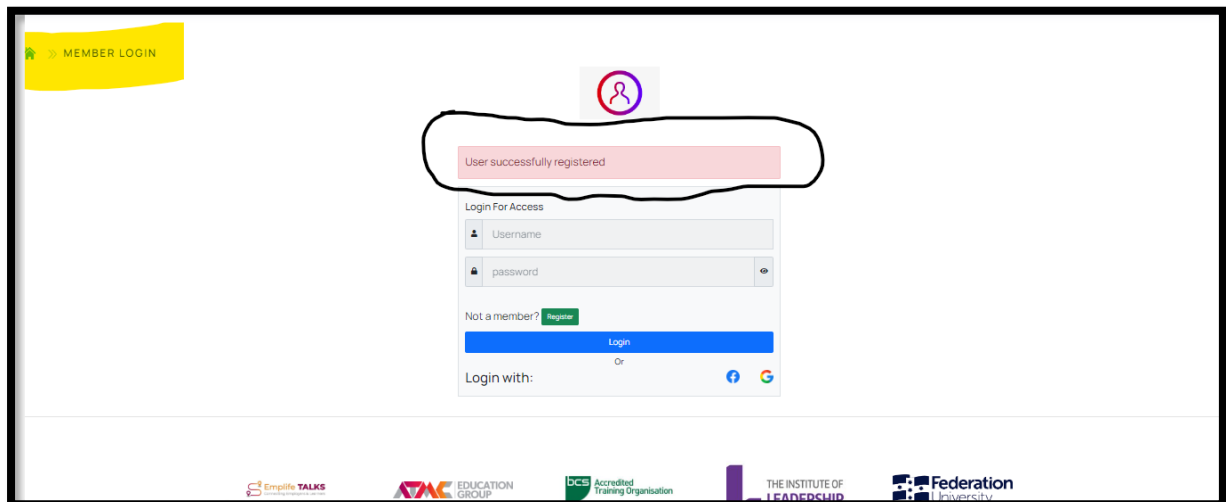 MEMBER LOGIN
User successfully registered
Login For Access
Username
password
Not a member? Register
Login
Or
Login with:
Emplife TALKS
ATMC EDUCATION GROUP
bcs Accredited
Training Organisation
THE INSTITUTE OF
LEADERSHIP
Federation
University